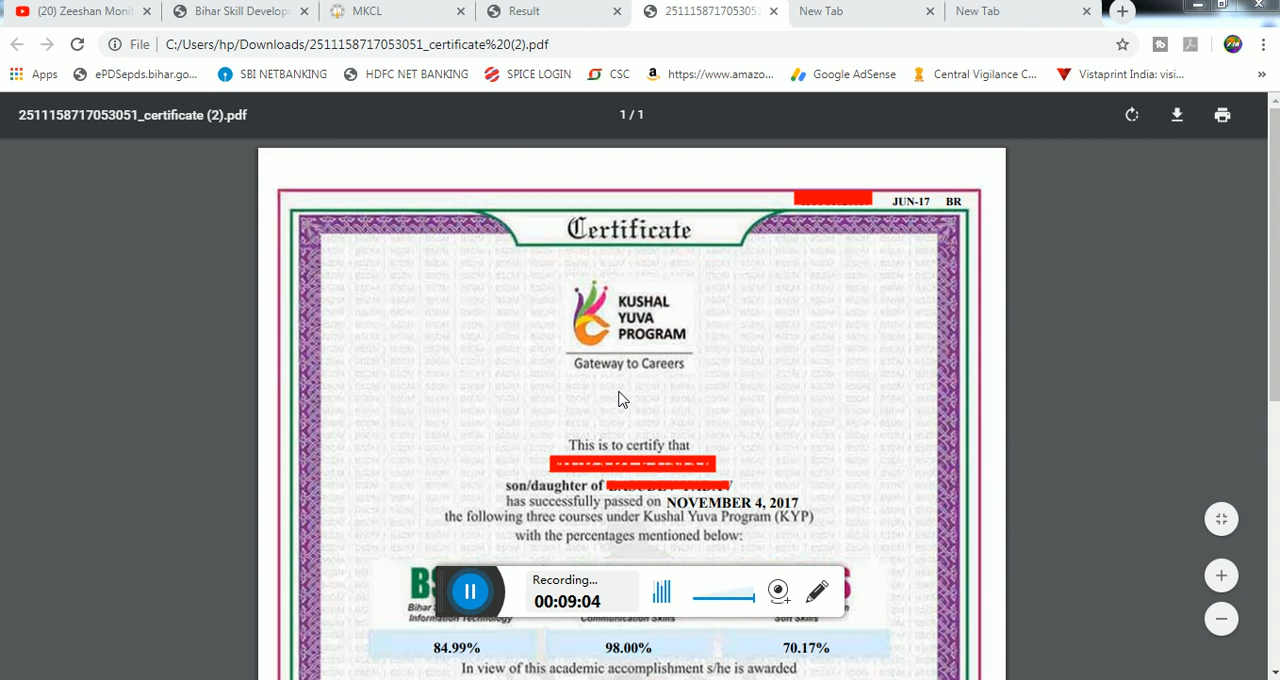 (20) Zeeshan Monit
Bihar Skill Develop
MKCL
Result
2511158717053051
New Tab
New Tab
File
C:/Users/hp/Downloads/2511158717053051_certificate%20(2).pdf
Apps
ePDSepds.bihar.go...
SBI NETBANKING
HDFC NET BANKING
SPICE LOGIN
CSC
https://www.amazo...
Google AdSense
Central Vigilance C...
Vistaprint India: visi...
2511158717053051_certificate (2).pdf
1 / 1
JUN-17 BR
Certificate
KUSHAL
YUVA
PROGRAM
Gateway to Careers
This is to certify that
son/daughter of
has successfully passed on NOVEMBER 4, 2017
the following three courses under Kushal Yuva Program (KYP)
with the percentages mentioned below:
Recording...
00:09:04
Information Technology
Communication Skills
Soft Skills
84.99%
98.00%
70.17%
In view of this academic accomplishment s/he is awarded